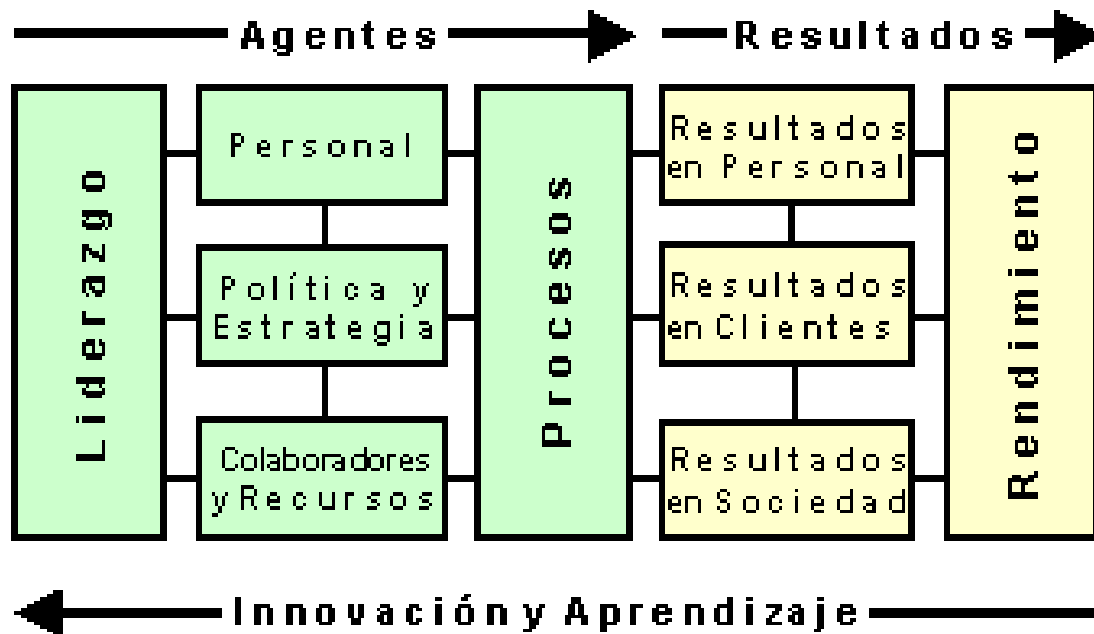 Agentes
Resultados
Liderazgo
Personal
Política y
Estrategia
Colaboradores
y Recursos
Procesos
Resultados
en Personal
Resultados
en Clientes
Resultados
en Sociedad
Rendimiento
Innovación y Aprendizaje